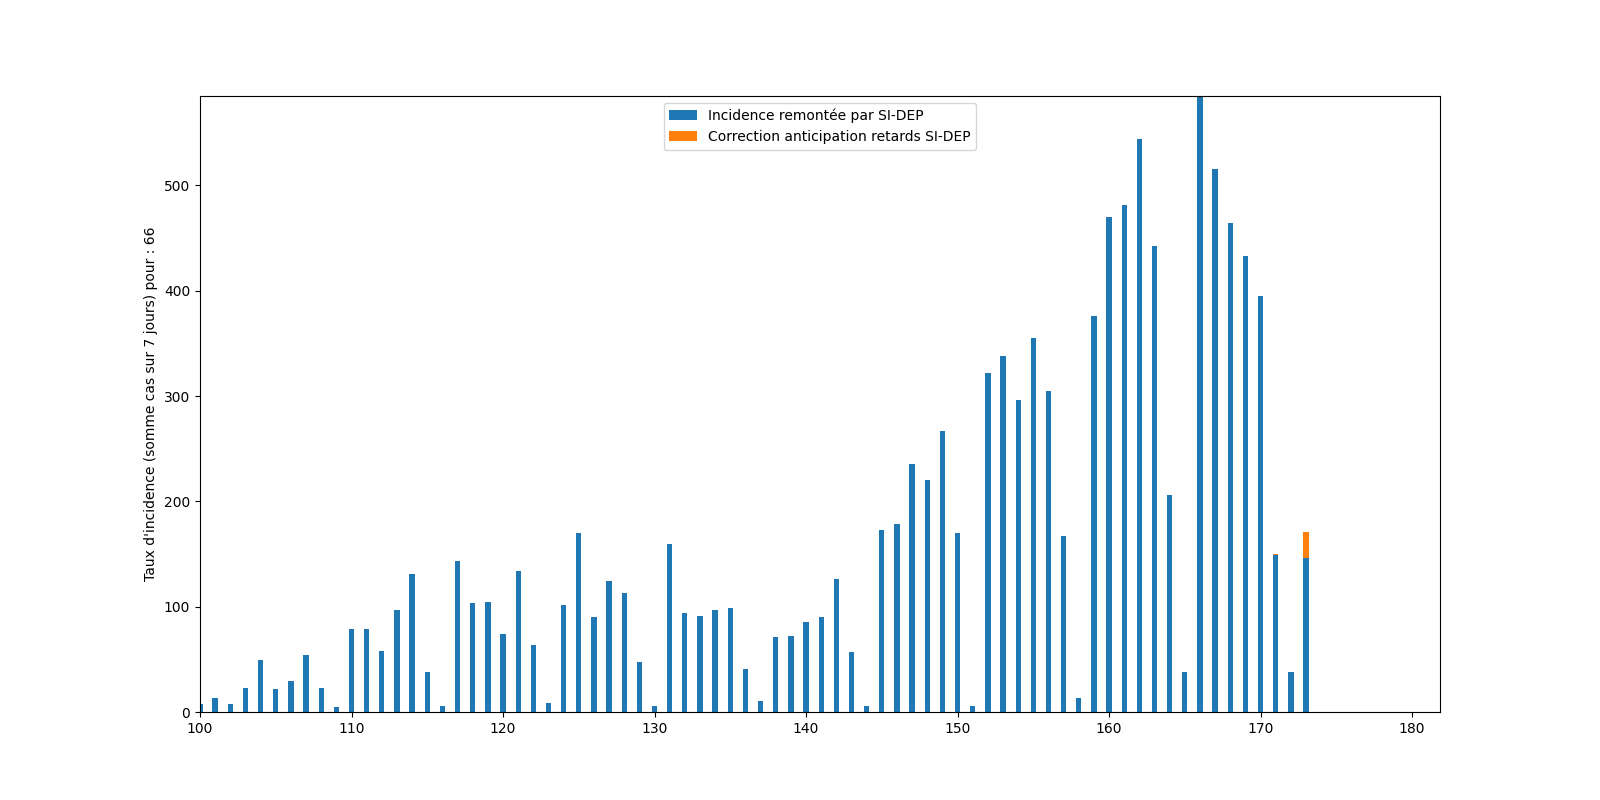 Incidence remontée par SI-DEP
Correction anticipation retards SI-DEP
Taux d'incidence (somme cas sur 7 jours) pour : 66
500
400
300
200
100
0
100 110 120 130 140 150 160 170 180